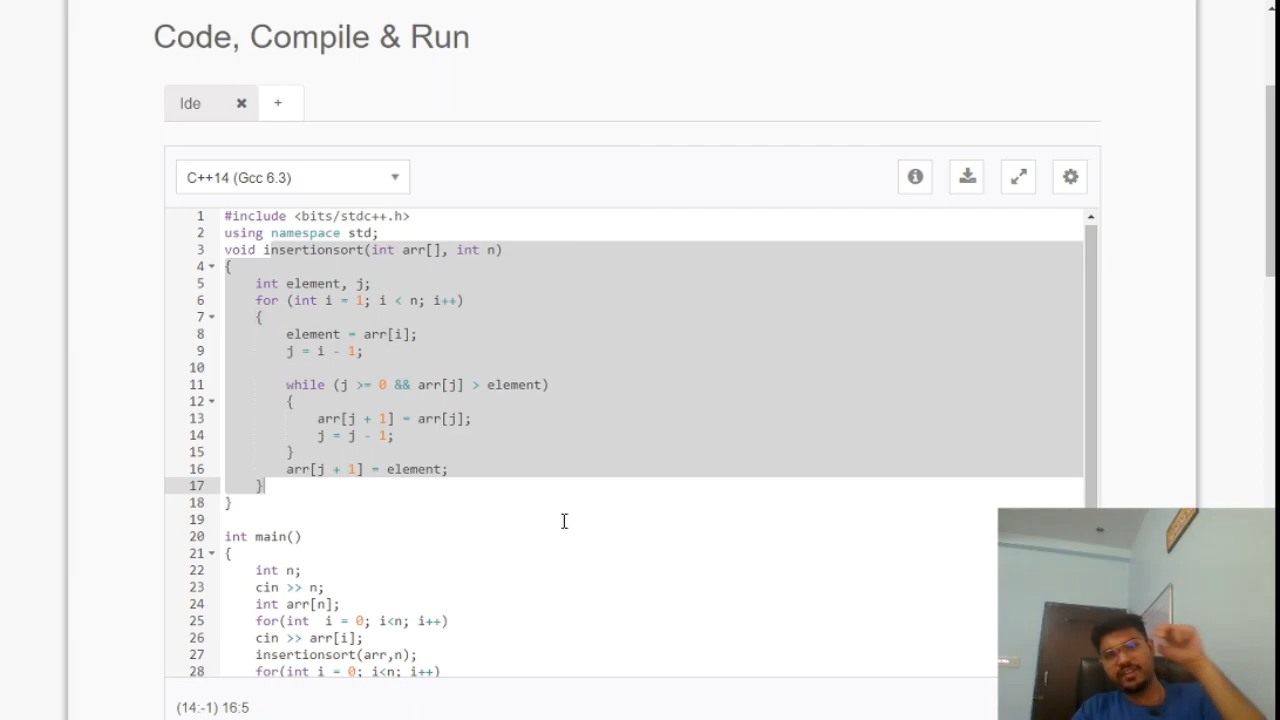 Code, Compile & Run
Ide ✖ +
C++14 (Gcc 6.3)
1 #include <bits/stdc++.h>
2 using namespace std;
3 void insertionsort(int arr[], int n)
4 {
5 int element, j;
6 for (int i = 1; i < n; i++)
7 {
8 element = arr[i];
9 j = i - 1;
10
11 while (j >= 0 && arr[j] > element)
12 {
13 arr[j + 1] = arr[j];
14 j = j - 1;
15 }
16 arr[j + 1] = element;
17 }
18 }
19
20 int main()
21 {
22 int n;
23 cin >> n;
24 int arr[n];
25 for(int  i = 0; i<n; i++)
26 cin >> arr[i];
27 insertionsort(arr,n);
28 for(int i = 0; i<n; i++)
(14:-1) 16:5